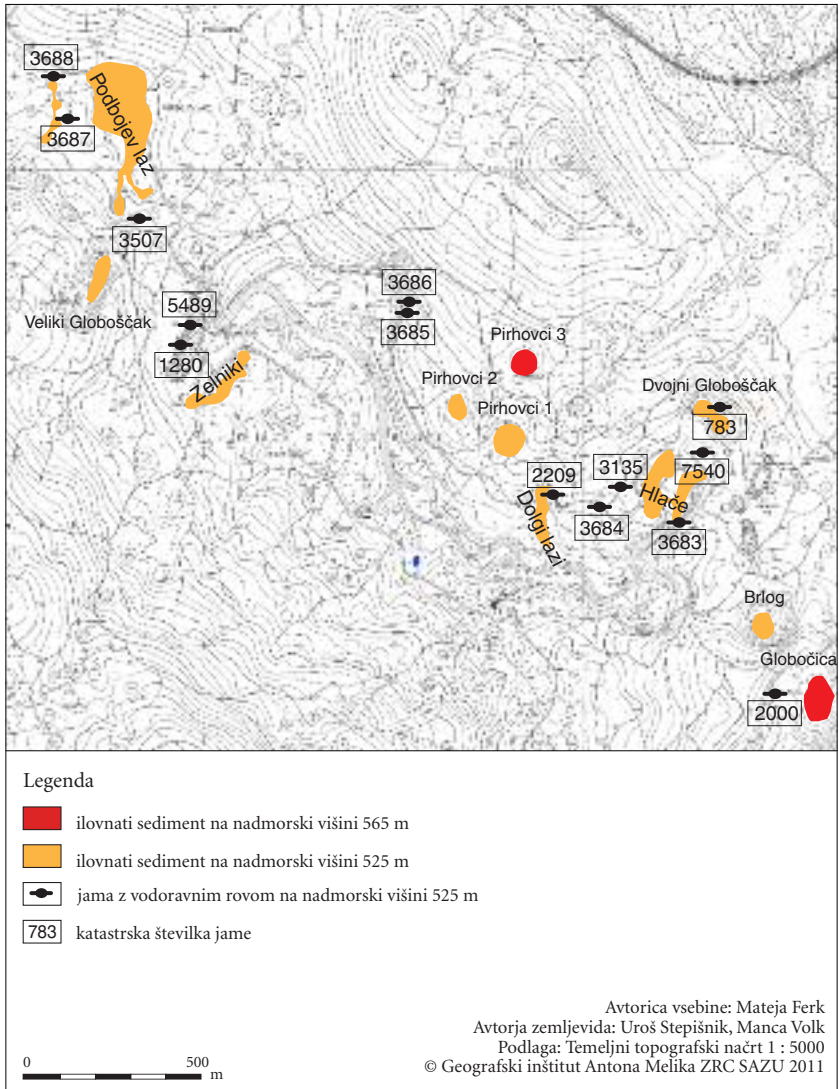 3688
3687
Podbojev laz
3507
Veliki Globoščak
5489
1280
Zelniki
3686
3685
Pirhovci 3
Pirhovci 2
Pirhovci 1
Dvojni Globoščak
783
7540
Hlače
3683
3135
2209
3684
Dolgi lazi
Brlog
Globočica
2000
Legenda
ilovnati sediment na nadmorski višini 565 m
ilovnati sediment na nadmorski višini 525 m
jama z vodoravnim rovom na nadmorski višini 525 m
783 katastrska številka jame
Avtorica vsebine: Mateja Ferk
Avtorja zemljevida: Uroš Stepišnik, Manca Volk
Podlaga: Temeljni topografski načrt 1 : 5000
© Geografski inštitut Antona Melika ZRC SAZU 2011
0 500
m